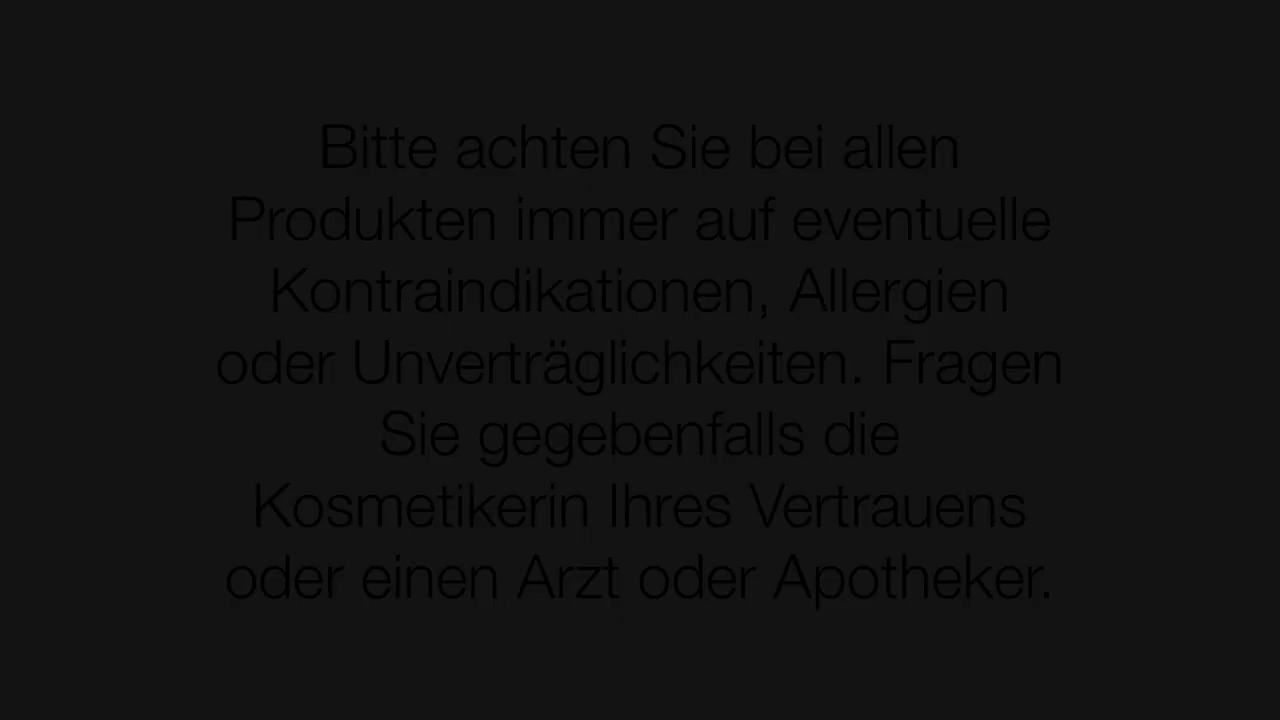 Bitte achten Sie bei allen
Produkten immer auf eventuelle
Kontraindikationen, Allergien
oder Unverträglichkeiten. Fragen
Sie gegebenfalls die
Kosmetikerin Ihres Vertrauens
oder einen Arzt oder Apotheker.